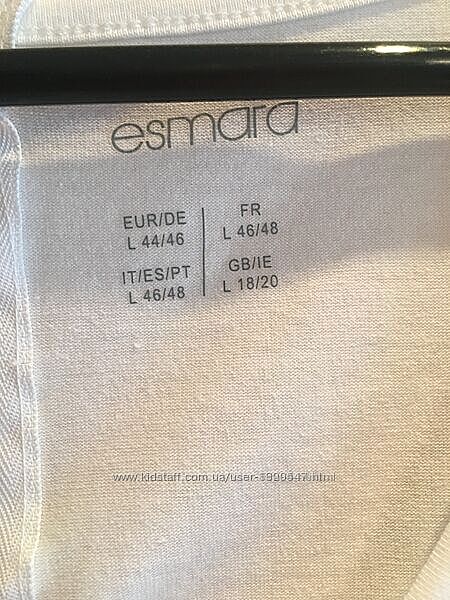 esmara
EUR/DE
L 44/46
FR
L 46/48
IT/ES/PT
L 46/48
GB/IE
L 18/20